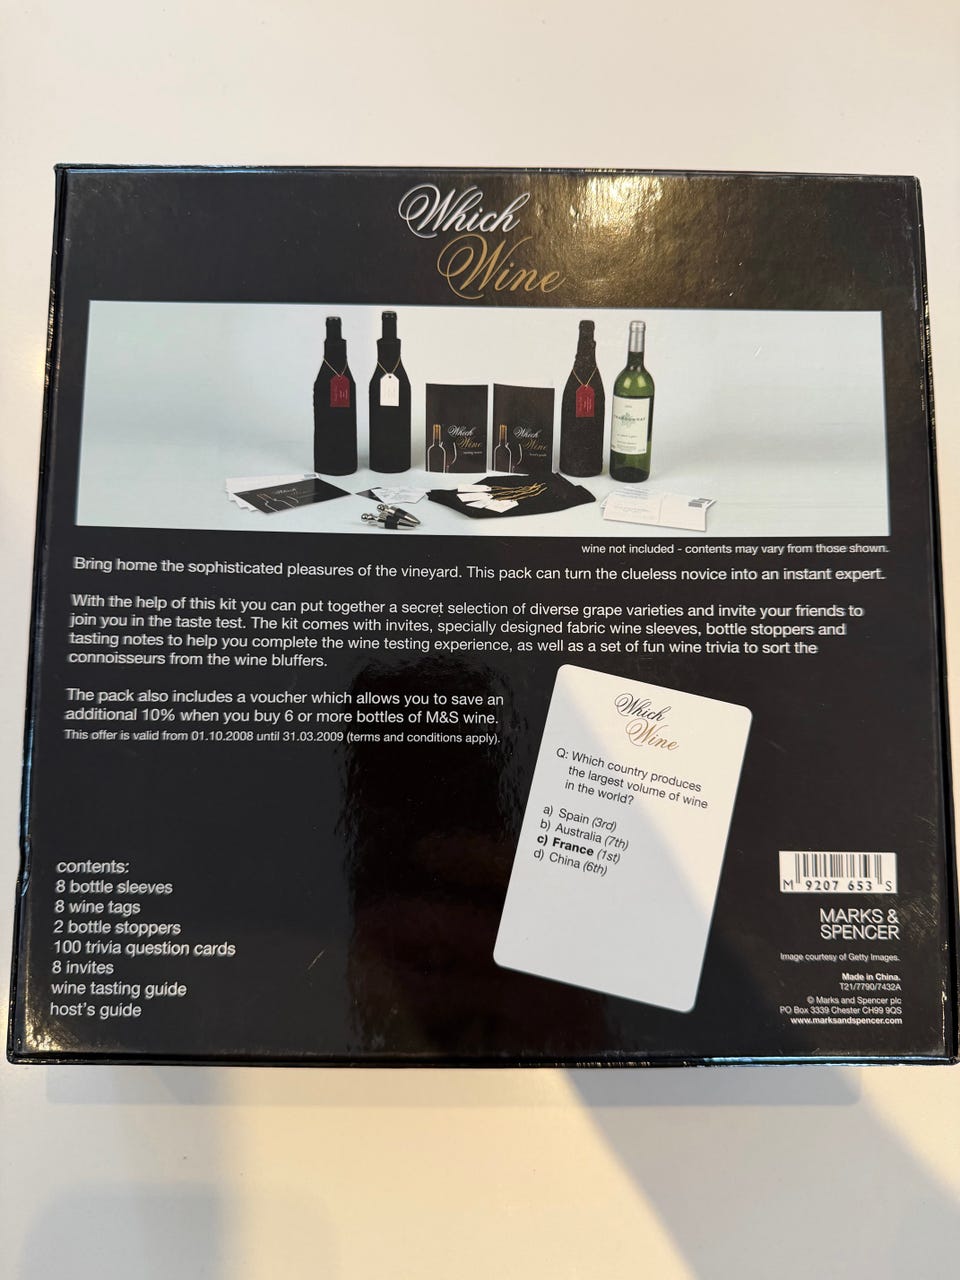 Which
Wine
Which
Wine
Which
Wine
CHARDONNAY
Which
wine not included - contents may vary from those shown.
Bring home the sophisticated pleasures of the vineyard. This pack can turn the clueless novice into an instant expert.
With the help of this kit you can put together a secret selection of diverse grape varieties and invite your friends to
join you in the taste test. The kit comes with invites, specially designed fabric wine sleeves, bottle stoppers and
tasting notes to help you complete the wine testing experience, as well as a set of fun wine trivia to sort the
connoisseurs from the wine bluffers.
The pack also includes a voucher which allows you to save an
additional 10% when you buy 6 or more bottles of M&S wine.
This offer is valid from 01.10.2008 until 31.03.2009 (terms and conditions apply).
Which
Wine
Q: Which country produces
the largest volume of wine
in the world?
a) Spain (3rd)
b) Australia (7th)
c) France (1st)
d) China (6th)
contents:
8 bottle sleeves
8 wine tags
2 bottle stoppers
100 trivia question cards
8 invites
wine tasting guide
host's guide
M 9207 653 S
MARKS &
SPENCER
Image courtesy of Getty Images.
Made in China.
T21/7790/7432A
© Marks and Spencer plc
PO Box 3339 Chester CH99 9QS
www.marksandspencer.com